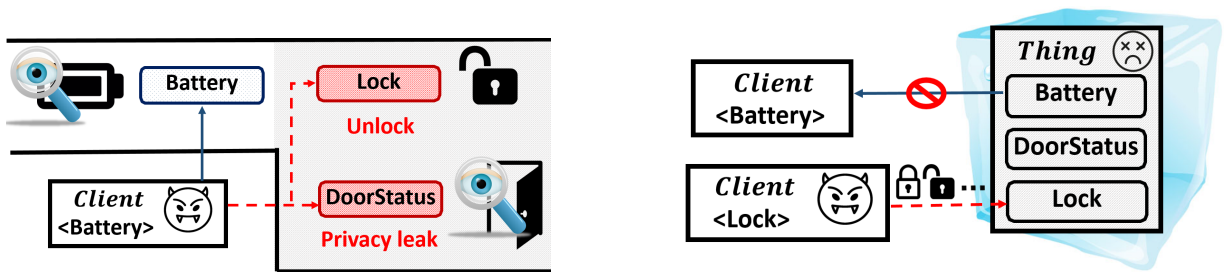 Battery
Lock
Unlock
Client
<Battery>
DoorStatus
Privacy leak
Thing
Client
<Battery>
Battery
DoorStatus
Client
<Lock>
...
Lock